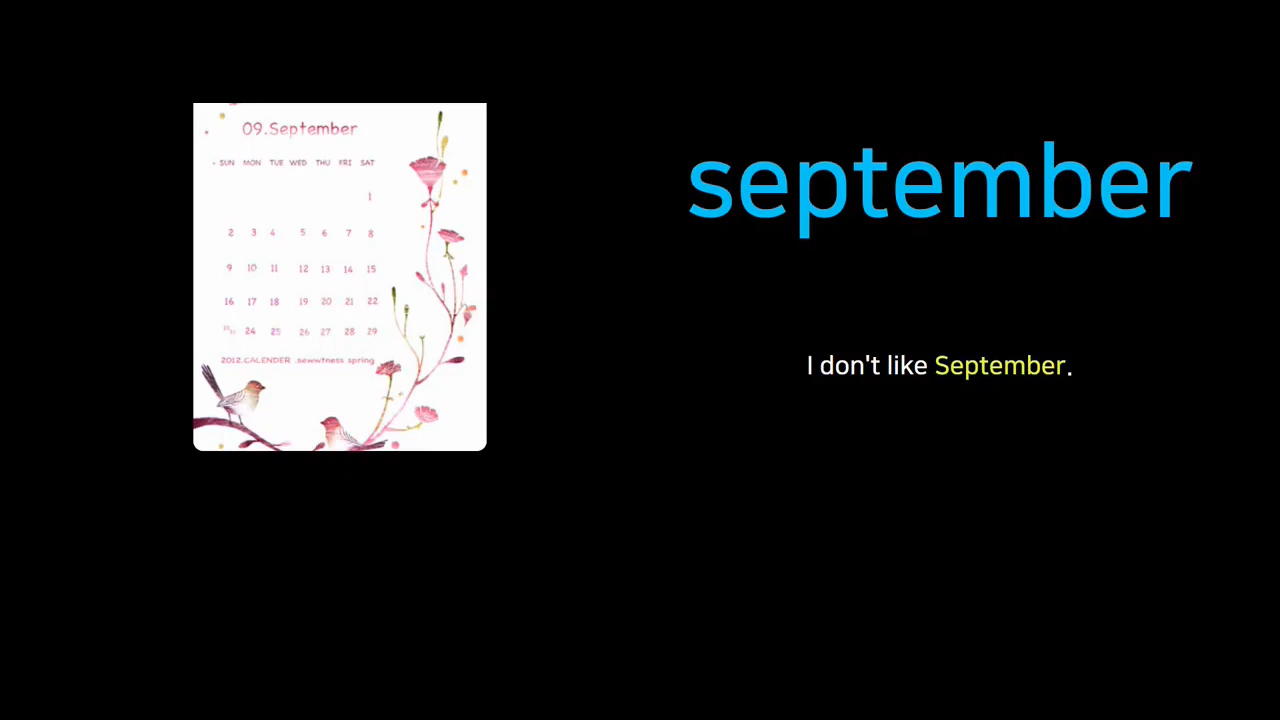 09.September
SUN MON TUE WED THU FRI SAT
1
2 3 4 5 6 7 8
9 10 11 12 13 14 15
16 17 18 19 20 21 22
24 25 26 27 28 29
2012.CALENDER .sewwtness spring
september
I don't like September.